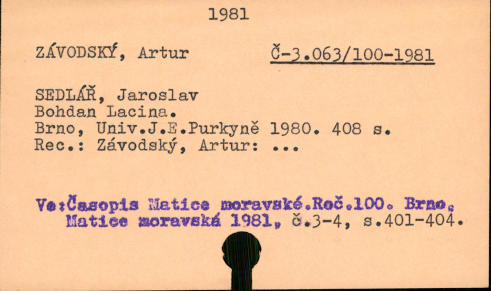 1981
ZÁVODSKÝ, Artur Č-3.063/100-1981
SEDLÁŘ, Jaroslav
Bohdan Lacina.
Brno, Univ.J.E.Purkyně 1980. 408 s.
Rec.: Závodský, Artur: ...
Ve:Časopis Matice moravské.Roč.100. Brno,
Matice moravská 1981, č.3-4, s.401-404.